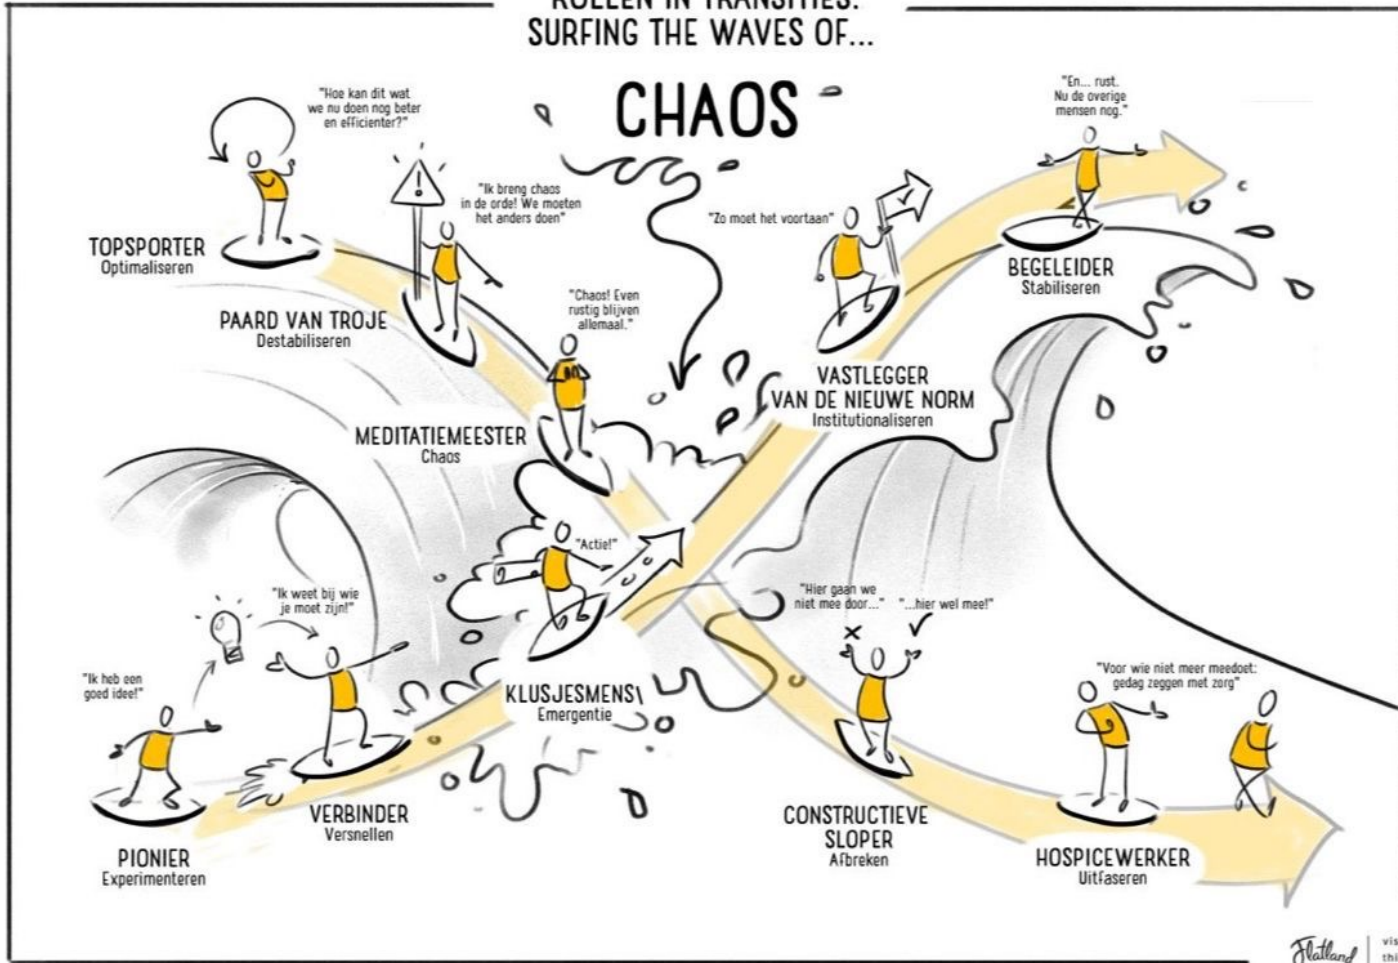 ROLLEN IN TRANSITIES:
SURFING THE WAVES OF...
CHAOS
"Hoe kan dit wat
we nu doen nog beter
en efficienter?"
TOPSPORTER
Optimaliseren
"Ik breng chaos
in de orde! We moeten
het anders doen"
PAARD VAN TROJE
Destabiliseren
"Chaos! Even
rustig blijven
allemaal."
MEDITATIEMEESTER
Chaos
"En... rust.
Nu de overige
mensen nog."
BEGELEIDER
Stabiliseren
"Zo moet het voortaan"
VASTLEGGER
VAN DE NIEUWE NORM
Institutionaliseren
"Ik heb een
goed idee!"
PIONIER
Experimenteren
"Ik weet bij wie
je moet zijn!"
VERBINDER
Versnellen
"Actie!"
KLUSJESMENS
Emergentie
"Hier gaan we
niet mee door..."
"...hier wel mee!"
CONSTRUCTIEVE
SLOPER
Afbreken
"Voor wie niet meer meedoet:
gedag zeggen met zorg"
HOSPICEWERKER
Uitfaseren
Flatland
vis
th